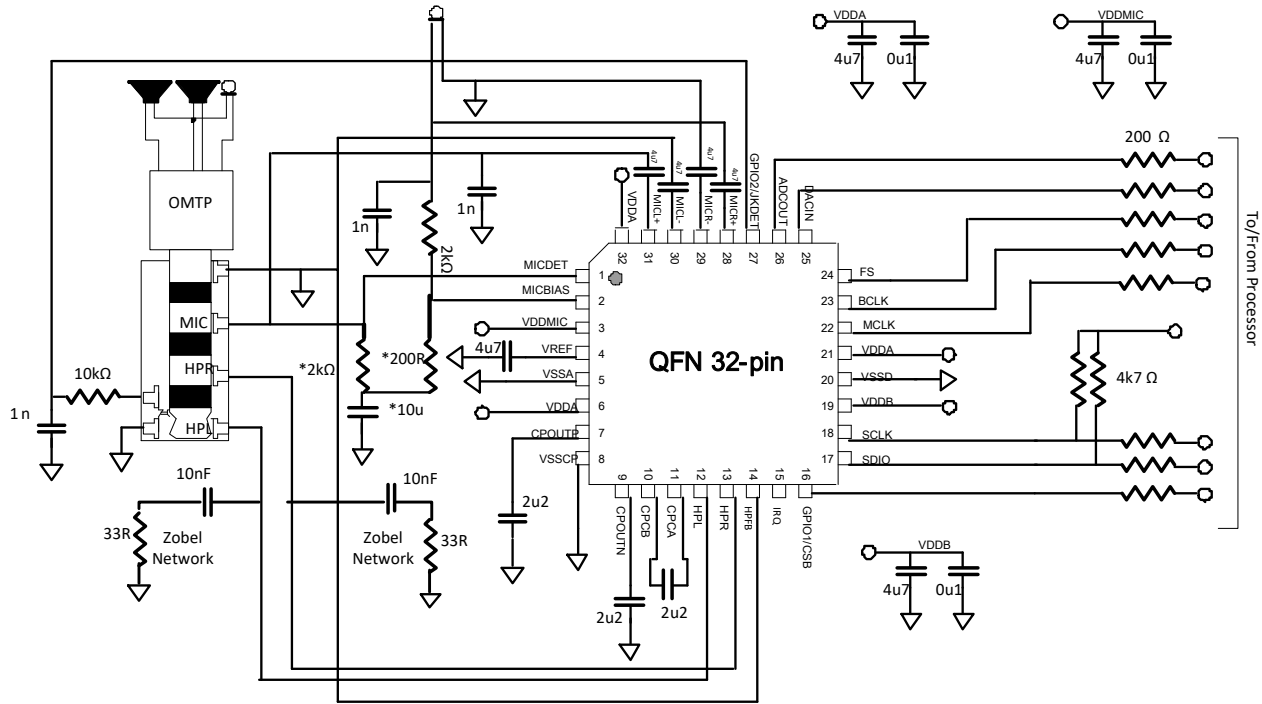 VDDA
4u7
0u1
VDDMIC
4u7
0u1
200 Ω
To/From Processor
OMTP
MIC
HPR
HPL
10kΩ
1n
1n
1n
2kΩ
*200R
*2kΩ
*10u
4u7
4u7
4u7
4u7
VDDA
MICL+
MICL-
MICR-
MICR+
GPIO2/JKDET
ADCOUT
DACIN
32
31
30
29
28
27
26
25
MICDET
1
MICBIAS
2
VDDMIC
3
4u7
VREF
4
VSSA
5
VDDA
6
CPOUTP
7
VSSCP
8
QFN 32-pin
24
FS
23
BCLK
22
MCLK
21
VDDA
20
VSSD
19
VDDB
18
SCLK
17
SDIO
4k7 Ω
9
10
11
12
13
14
15
16
CPOUTN
CPCB
CPCA
HPL
HPR
HPFB
IRQ
GPIO1/CSB
2u2
2u2
2u2
10nF
33R
Zobel
Network
10nF
Zobel
Network
33R
VDDB
4u7
0u1